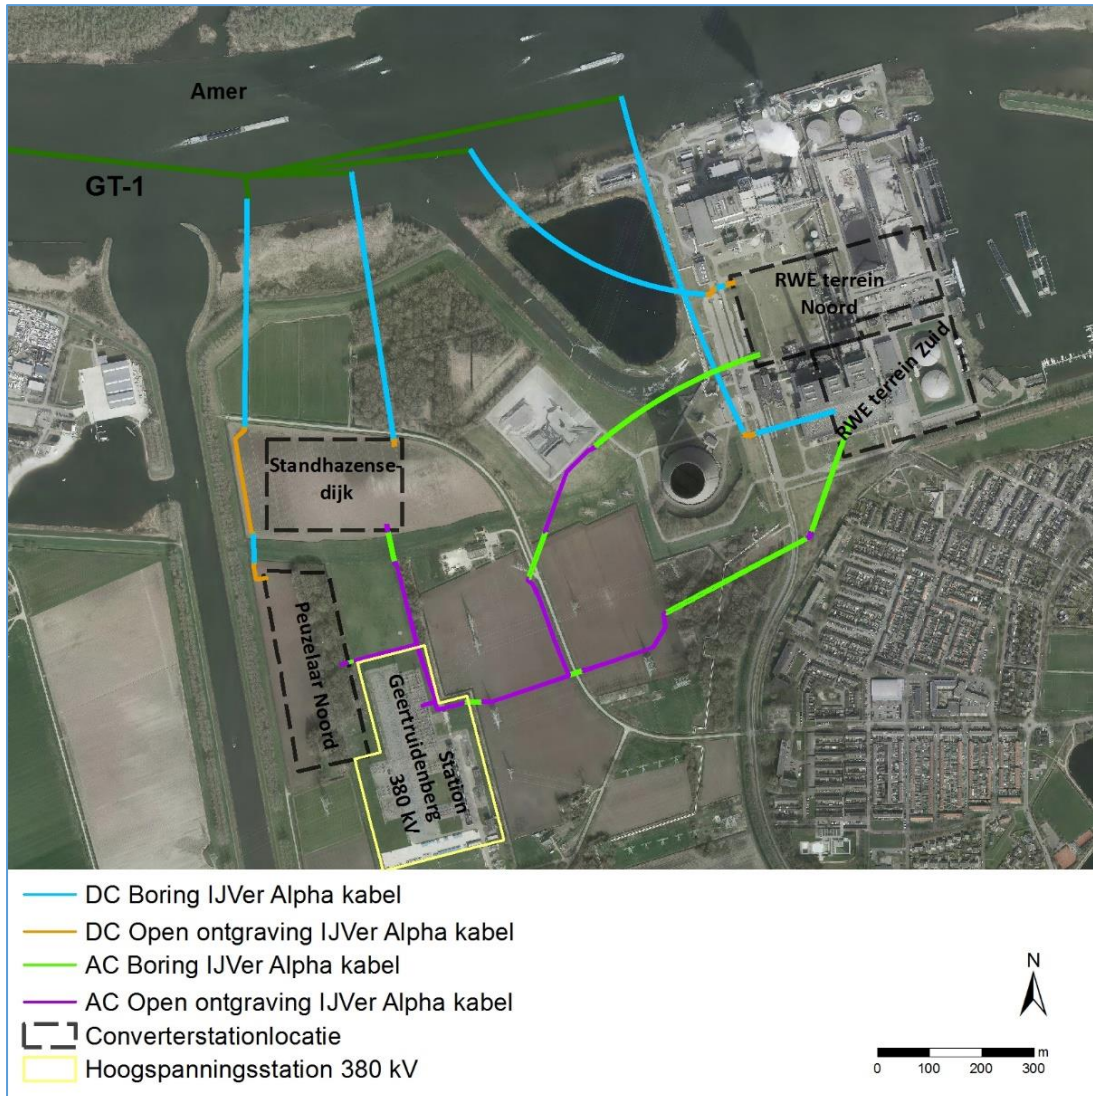 Amer
GT-1
RWE terrein
Noord
RWE terrein Zuid
Standhazense-
dijk
Peuzelaar Noord
Station
Geertruidenberg
380 kV
DC Boring IJVer Alpha kabel
DC Open ontgraving IJVer Alpha kabel
AC Boring IJVer Alpha kabel
AC Open ontgraving IJVer Alpha kabel
Converterstationlocatie
Hoogspanningsstation 380 kV
N
m
0 100 200 300